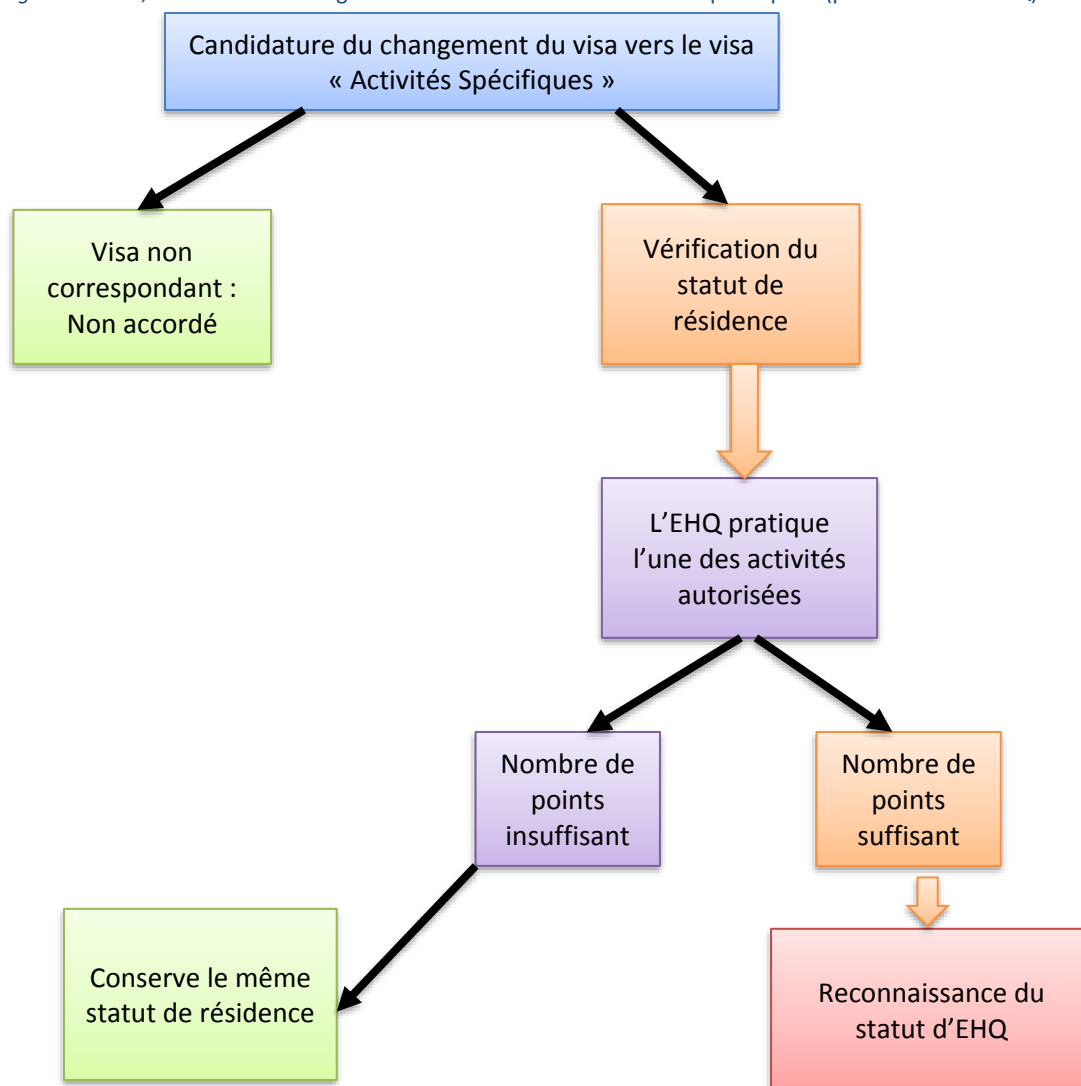 Candidature du changement du visa vers le visa
« Activités Spécifiques »
Visa non
correspondant :
Non accordé
Vérification du
statut de
résidence
L’EHQ pratique
l’une des activités
autorisées
Nombre de
points
insuffisant
Nombre de
points
suffisant
Conserve le même
statut de résidence
Reconnaissance du
statut d’EHQ